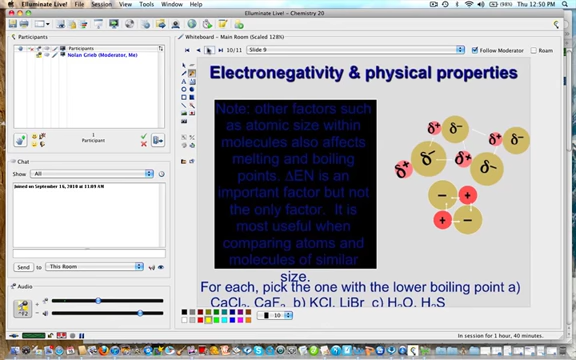 Elluminate Live! File Session
Elluminate Live! - Chemistry 20
(98%) Thu 12:50 PM
Participants
Participants
Nolan Grieb (Moderator, Me)
1
Participant
Chat
Show All
Joined on September 16, 2010 at 11:09 AM
Send to This Room
Audio
Whiteboard - Main Room (Scaled 128%)
10/11 Slide 9 Follow Moderator Roam
Electronegativity & physical properties
Note: other factors such
as atomic size within
molecules also affects
melting and boiling
points. ΔEN is an
important factor but not
the only factor. It is
most useful when
comparing atoms and
molecules of similar
size.
δ+ δ−
δ+ δ−
δ− δ+
δ+ δ−
− +
+ −
For each, pick the one with the lower boiling point a)
CaCl₂, CaF₂ b) KCl, LiBr c) H₂O, H₂S
10
In session for 1 hour, 40 minutes.